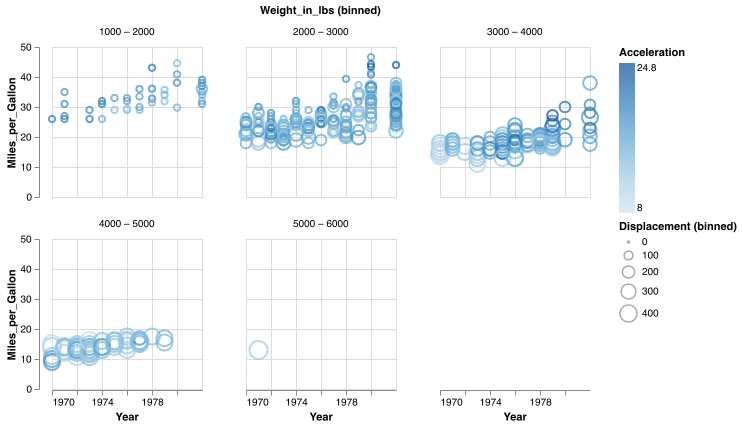 Weight_in_lbs (binned)
1000 – 2000
2000 – 3000
3000 – 4000
50
40
30
20
10
0
Miles_per_Gallon
4000 – 5000
5000 – 6000
50
40
30
20
10
0
Miles_per_Gallon
1970 1974 1978
1970 1974 1978
1970 1974 1978
Year
Year
Year
Acceleration
24.8
8
Displacement (binned)
0
100
200
300
400